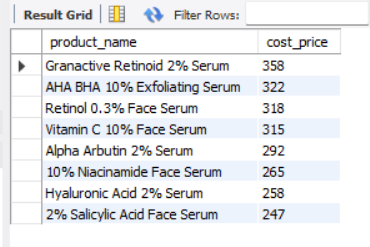 Result Grid Filter Rows:
product_name cost_price
Granactive Retinoid 2% Serum 358
AHA BHA 10% Exfoliating Serum 322
Retinol 0.3% Face Serum 318
Vitamin C 10% Face Serum 315
Alpha Arbutin 2% Serum 292
10% Niacinamide Face Serum 265
Hyaluronic Acid 2% Serum 258
2% Salicylic Acid Face Serum 247